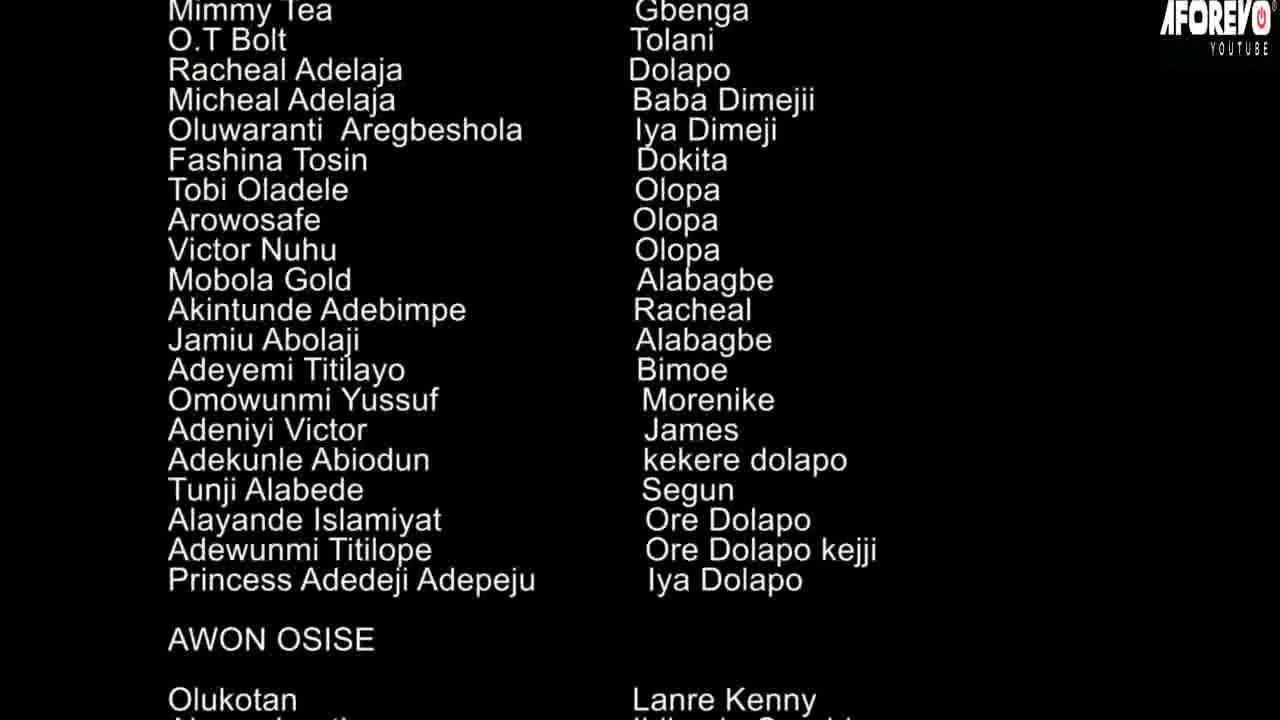 Mimmy Tea Gbenga
AFOREVO
YOUTUBE
O.T Bolt Tolani
Racheal Adelaja Dolapo
Micheal Adelaja Baba Dimejii
Oluwaranti Aregbeshola Iya Dimeji
Fashina Tosin Dokita
Tobi Oladele Olopa
Arowosafe Olopa
Victor Nuhu Olopa
Mobola Gold Alabagbe
Akintunde Adebimpe Racheal
Jamiu Abolaji Alabagbe
Adeyemi Titilayo Bimoe
Omowunmi Yussuf Morenike
Adeniyi Victor James
Adekunle Abiodun kekere dolapo
Tunji Alabede Segun
Alayande Islamiyat Ore Dolapo
Adewunmi Titilope Ore Dolapo kejji
Princess Adedeji Adepeju Iya Dolapo
AWON OSISE
Olukotan Lanre Kenny